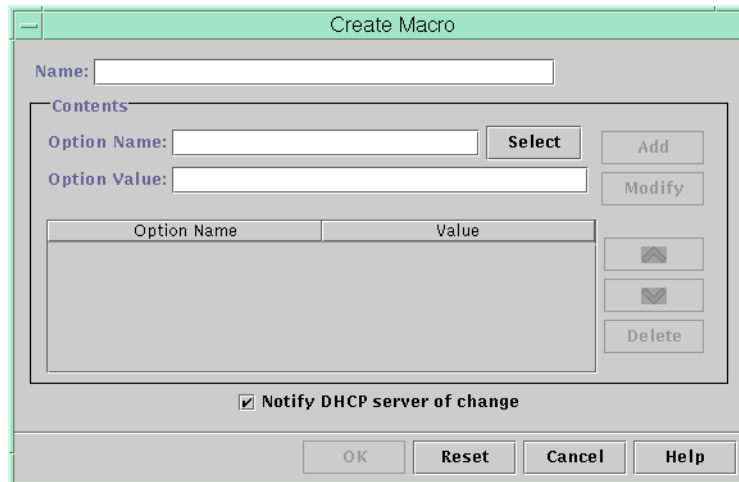 Create Macro
Name:
Contents
Option Name: Select Add
Option Value: Modify
Option Name Value
Delete
Notify DHCP server of change
OK Reset Cancel Help